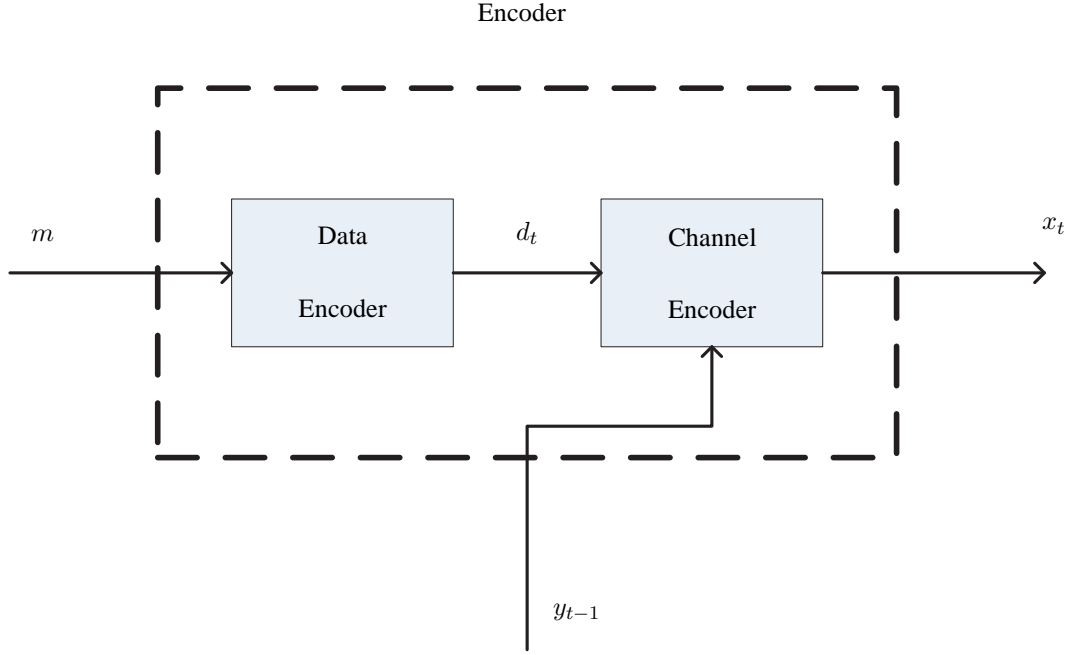 Encoder
m
Data
Encoder
d_t
Channel
Encoder
x_t
y_{t−1}